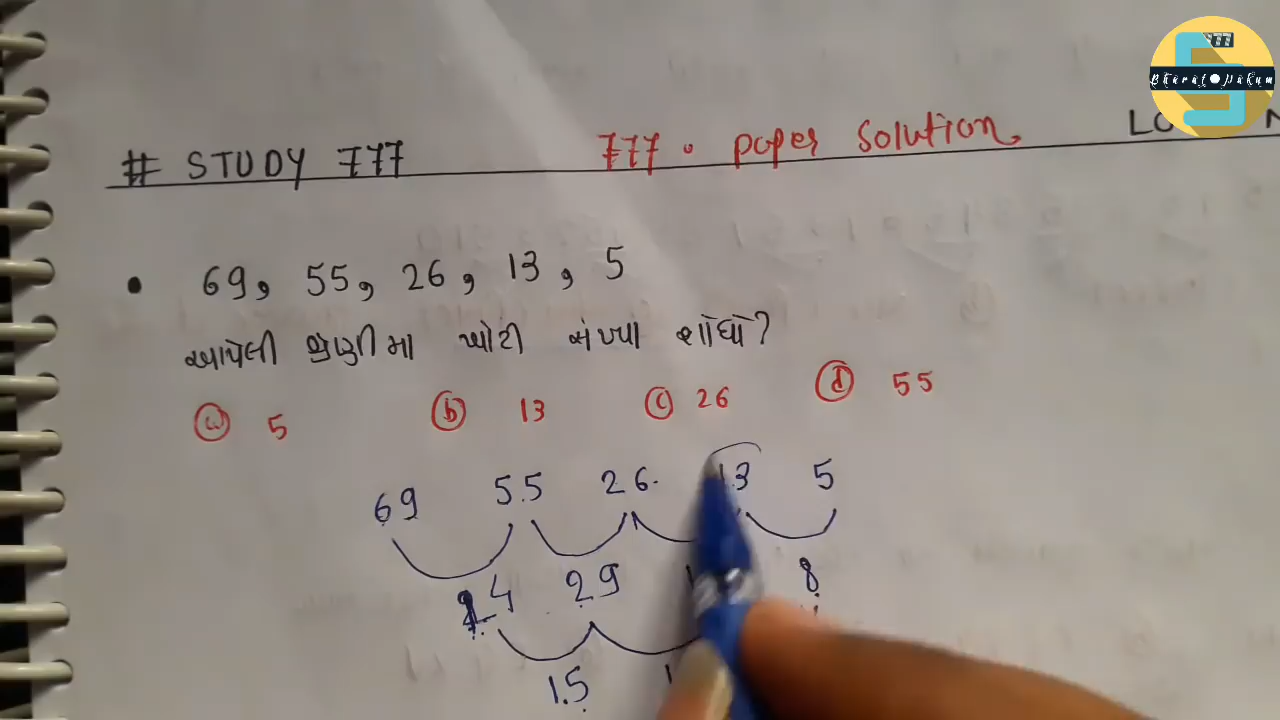 # STUDY 777 777 • paper solution.
• 69, 55, 26, 13, 5
આપેલી શ્રેણીમા ખોટી સંખ્યા શોધો?
(a) 5 (b) 13 (c) 26 (d) 55
69 55 26 13 5
14 29 8
15